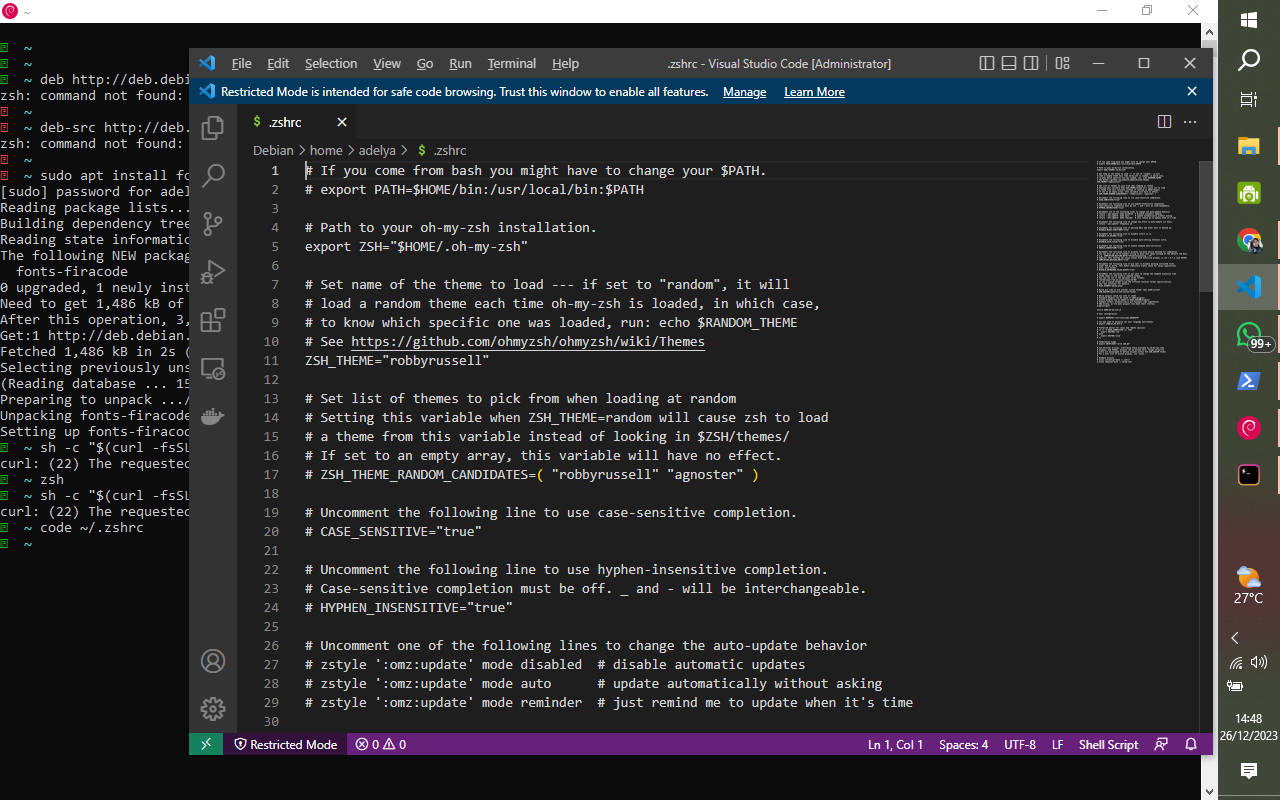 ~
~
~
~ deb http://deb.debi
zsh: command not found:
~
~ deb-src http://deb.
zsh: command not found:
~
~ sudo apt install fo
[sudo] password for adel
Reading package lists...
Building dependency tree
Reading state informatio
The following NEW packag
fonts-firacode
0 upgraded, 1 newly inst
Need to get 1,486 kB of
After this operation, 3,
Get:1 http://deb.debian.
Fetched 1,486 kB in 2s (
Selecting previously uns
(Reading database ... 15
Preparing to unpack .../
Unpacking fonts-firacode
Setting up fonts-firacod
~ sh -c "$(curl -fsSL
curl: (22) The requested
~ zsh
~ sh -c "$(curl -fsSL
curl: (22) The requested
~ code ~/.zshrc
~
File Edit Selection View Go Run Terminal Help .zshrc - Visual Studio Code [Administrator]
Restricted Mode is intended for safe code browsing. Trust this window to enable all features. Manage Learn More
$ .zshrc
Debian > home > adelya > $ .zshrc
1 # If you come from bash you might have to change your $PATH.
2 # export PATH=$HOME/bin:/usr/local/bin:$PATH
3
4 # Path to your oh-my-zsh installation.
5 export ZSH="$HOME/.oh-my-zsh"
6
7 # Set name of the theme to load --- if set to "random", it will
8 # load a random theme each time oh-my-zsh is loaded, in which case,
9 # to know which specific one was loaded, run: echo $RANDOM_THEME
10 # See https://github.com/ohmyzsh/ohmyzsh/wiki/Themes
11 ZSH_THEME="robbyrussell"
12
13 # Set list of themes to pick from when loading at random
14 # Setting this variable when ZSH_THEME=random will cause zsh to load
15 # a theme from this variable instead of looking in $ZSH/themes/
16 # If set to an empty array, this variable will have no effect.
17 # ZSH_THEME_RANDOM_CANDIDATES=( "robbyrussell" "agnoster" )
18
19 # Uncomment the following line to use case-sensitive completion.
20 # CASE_SENSITIVE="true"
21
22 # Uncomment the following line to use hyphen-insensitive completion.
23 # Case-sensitive completion must be off. _ and - will be interchangeable.
24 # HYPHEN_INSENSITIVE="true"
25
26 # Uncomment one of the following lines to change the auto-update behavior
27 # zstyle ':omz:update' mode disabled  # disable automatic updates
28 # zstyle ':omz:update' mode auto      # update automatically without asking
29 # zstyle ':omz:update' mode reminder  # just remind me to update when it's time
30
Restricted Mode 0 0 Ln 1, Col 1 Spaces: 4 UTF-8 LF Shell Script
99+
27°C
14:48
26/12/2023